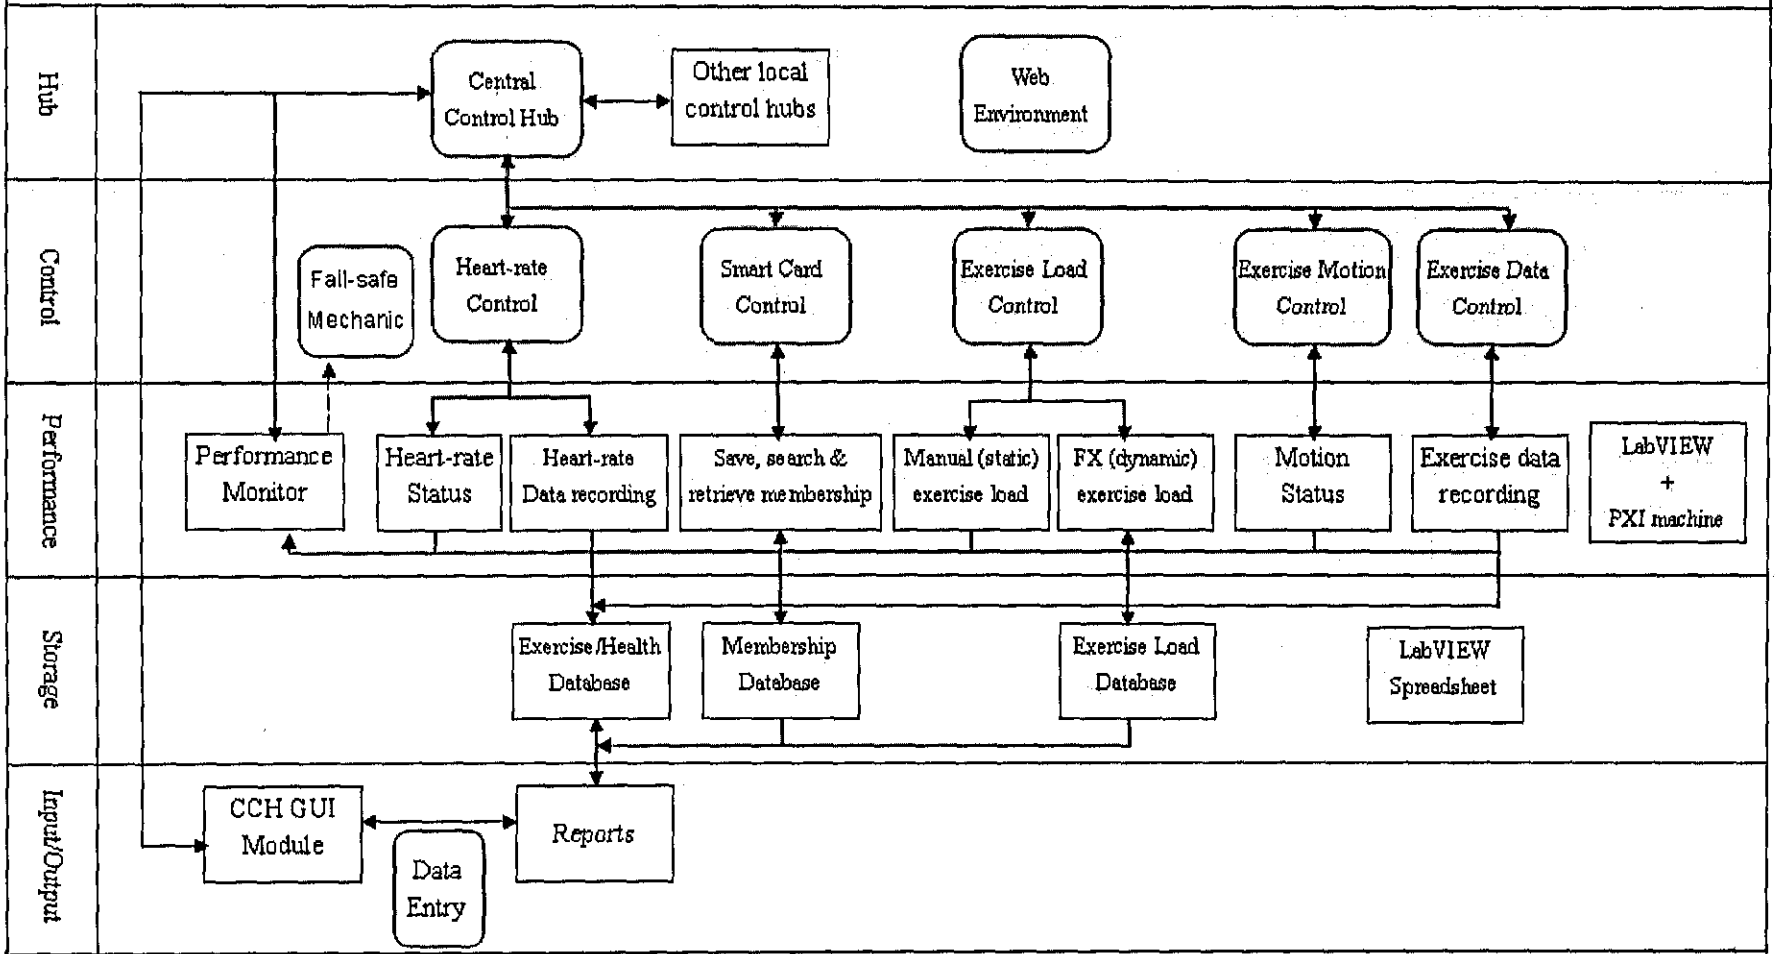 Hub
Central
Control Hub
Other local
control hubs
Web
Environment
Control
Fall-safe
Mechanic
Heart-rate
Control
Smart Card
Control
Exercise Load
Control
Exercise Motion
Control
Exercise Data
Control
Performance
Performance
Monitor
Heart-rate
Status
Heart-rate
Data recording
Save, search &
retrieve membership
Manual (static)
exercise load
FX (dynamic)
exercise load
Motion
Status
Exercise data
recording
LabVIEW
+
PXI machine
Storage
Exercise/Health
Database
Membership
Database
Exercise Load
Database
LabVIEW
Spreadsheet
Input/Output
CCH GUI
Module
Data
Entry
Reports